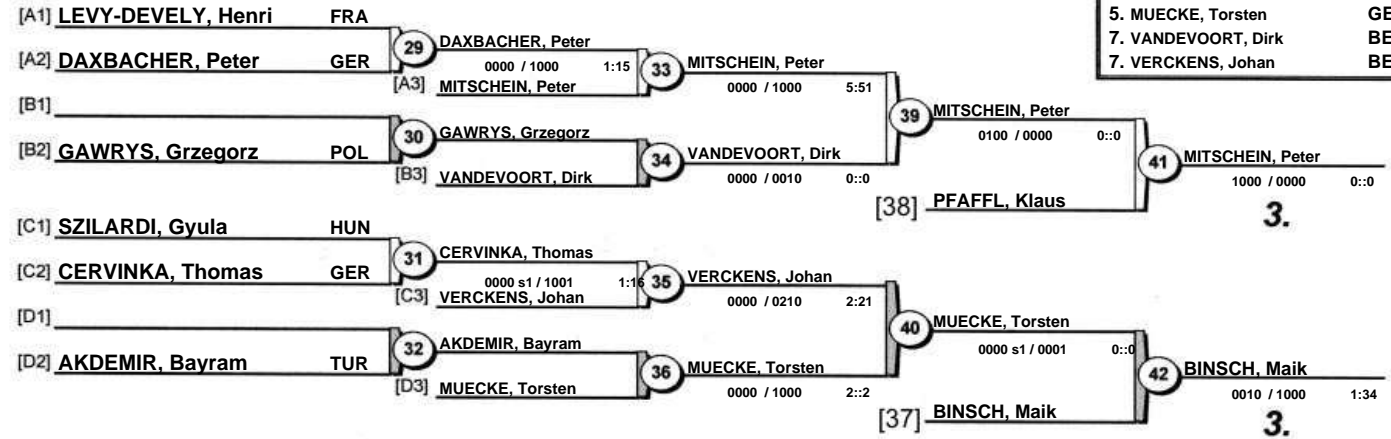 [A1] LEVY-DEVELY, Henri FRA
[A2] DAXBACHER, Peter GER
29
DAXBACHER, Peter
0000 / 1000 1:15
[A3] MITSCHEIN, Peter
33
MITSCHEIN, Peter
0000 / 1000 5:51
[B1]
[B2] GAWRYS, Grzegorz POL
30
GAWRYS, Grzegorz
[B3] VANDEVOORT, Dirk
34
VANDEVOORT, Dirk
0000 / 0010 0::0
39
MITSCHEIN, Peter
0100 / 0000 0::0
[38] PFAFFL, Klaus
41
MITSCHEIN, Peter
1000 / 0000 0::0
3.
[C1] SZILARDI, Gyula HUN
[C2] CERVINKA, Thomas GER
31
CERVINKA, Thomas
0000 s1 / 1001 1:16
[C3] VERCKENS, Johan
35
VERCKENS, Johan
0000 / 0210 2:21
[D1]
[D2] AKDEMIR, Bayram TUR
32
AKDEMIR, Bayram
[D3] MUECKE, Torsten
36
MUECKE, Torsten
0000 / 1000 2::2
40
MUECKE, Torsten
0000 s1 / 0001 0::0
[37] BINSCH, Maik
42
BINSCH, Maik
0010 / 1000 1:34
3.
5. MUECKE, Torsten GE
7. VANDEVOORT, Dirk BE
7. VERCKENS, Johan BE